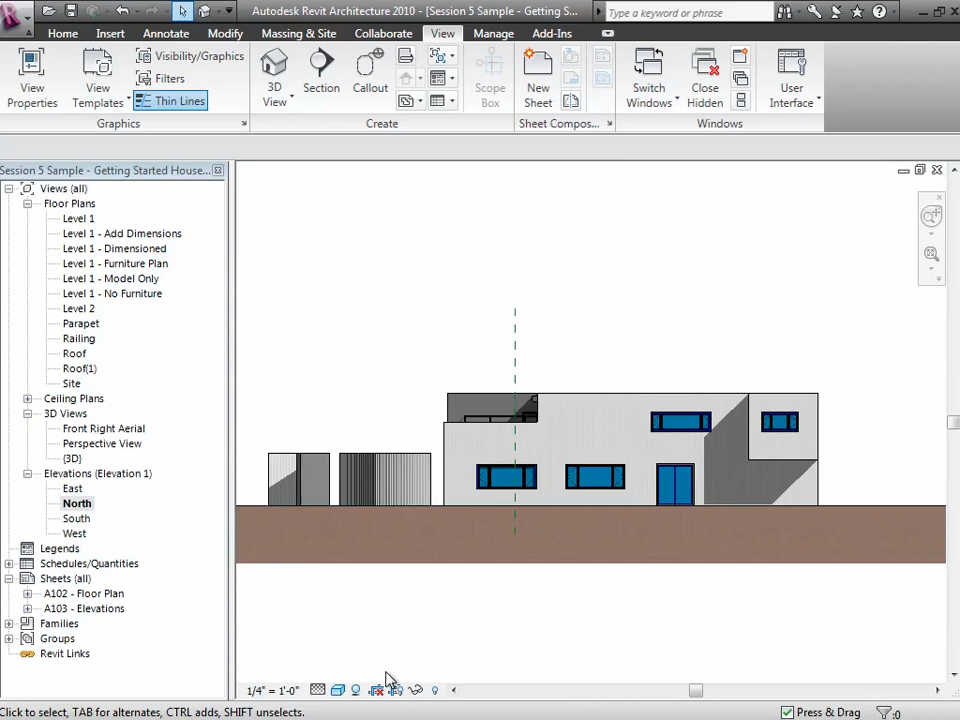 Autodesk Revit Architecture 2010 - [Session 5 Sample - Getting S...
Type a keyword or phrase
Home Insert Annotate Modify Massing & Site Collaborate View Manage Add-Ins
View Properties
View Templates
Visibility/Graphics
Filters
Thin Lines
3D View
Section
Callout
Scope Box
New Sheet
Switch Windows
Close Hidden
User Interface
Graphics Create Sheet Compos... Windows
Session 5 Sample - Getting Started House...
Views (all)
Floor Plans
Level 1
Level 1 - Add Dimensions
Level 1 - Dimensioned
Level 1 - Furniture Plan
Level 1 - Model Only
Level 1 - No Furniture
Level 2
Parapet
Railing
Roof
Roof(1)
Site
Ceiling Plans
3D Views
Front Right Aerial
Perspective View
{3D}
Elevations (Elevation 1)
East
North
South
West
Legends
Schedules/Quantities
Sheets (all)
A102 - Floor Plan
A103 - Elevations
Families
Groups
Revit Links
1/4" = 1'-0"
Click to select, TAB for alternates, CTRL adds, SHIFT unselects.
Press & Drag
:0